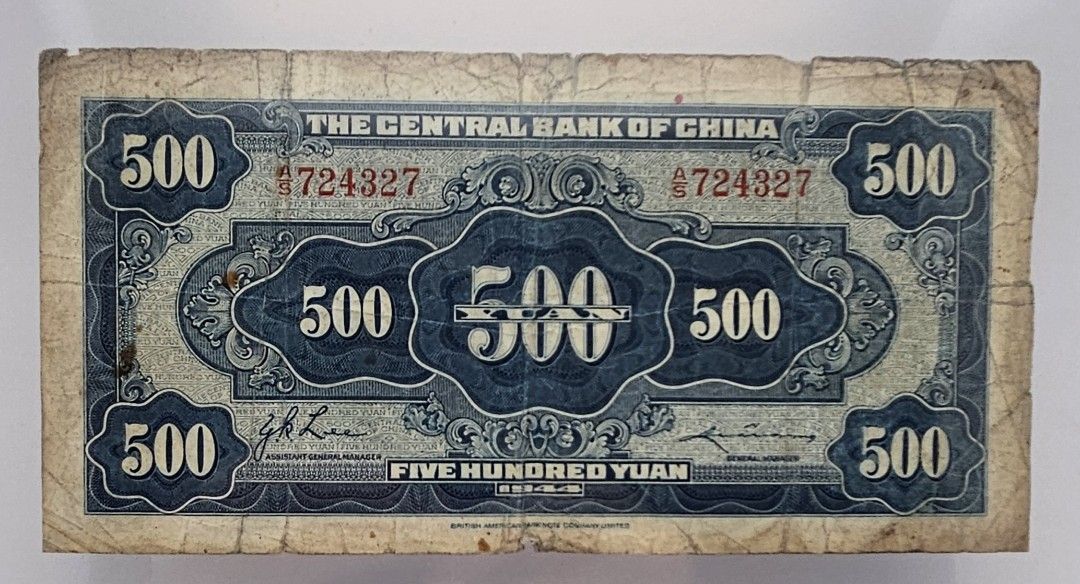 THE CENTRAL BANK OF CHINA
500 500
A/S 724327 A/S 724327
500 500 500
YUAN
500 500
ASSISTANT GENERAL MANAGER GENERAL MANAGER
FIVE HUNDRED YUAN
1944
BRITISH AMERICAN BANK NOTE COMPANY LIMITED